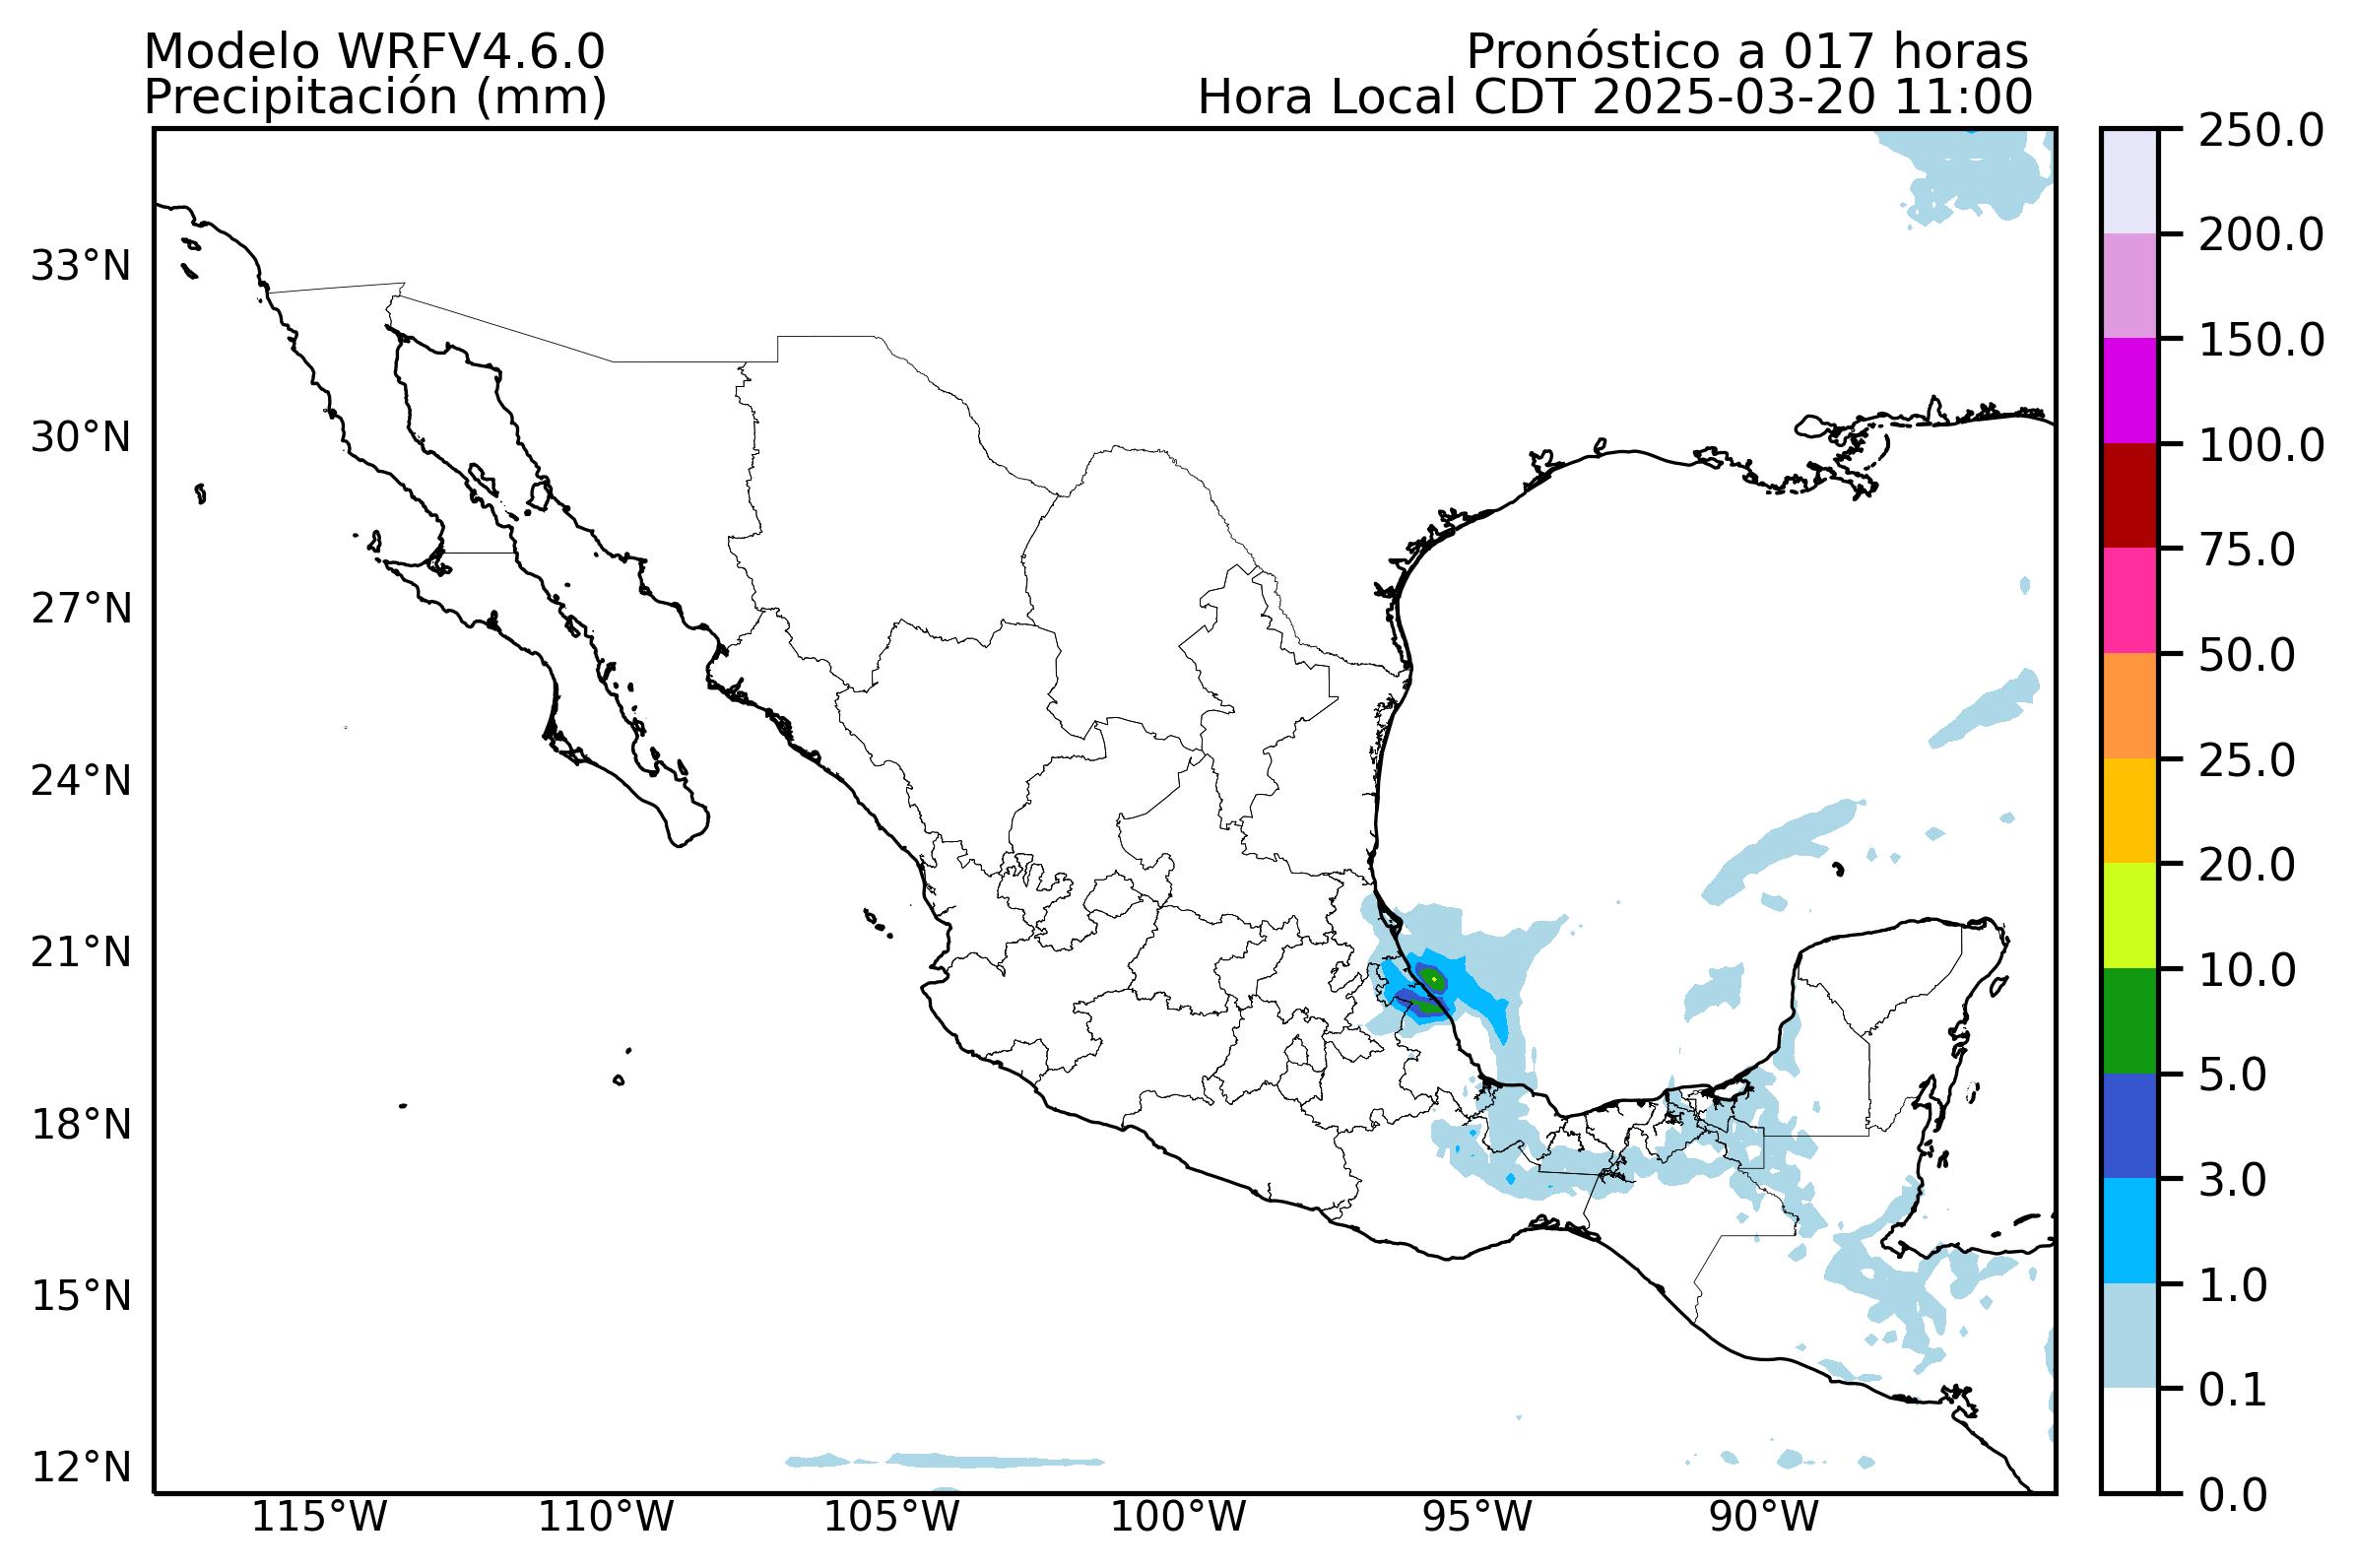 Modelo WRFV4.6.0
Pronóstico a 017 horas
Precipitación (mm)
Hora Local CDT 2025-03-20 11:00
250.0
200.0
150.0
100.0
75.0
50.0
25.0
20.0
10.0
5.0
3.0
1.0
0.1
0.0
33°N
30°N
27°N
24°N
21°N
18°N
15°N
12°N
115°W
110°W
105°W
100°W
95°W
90°W